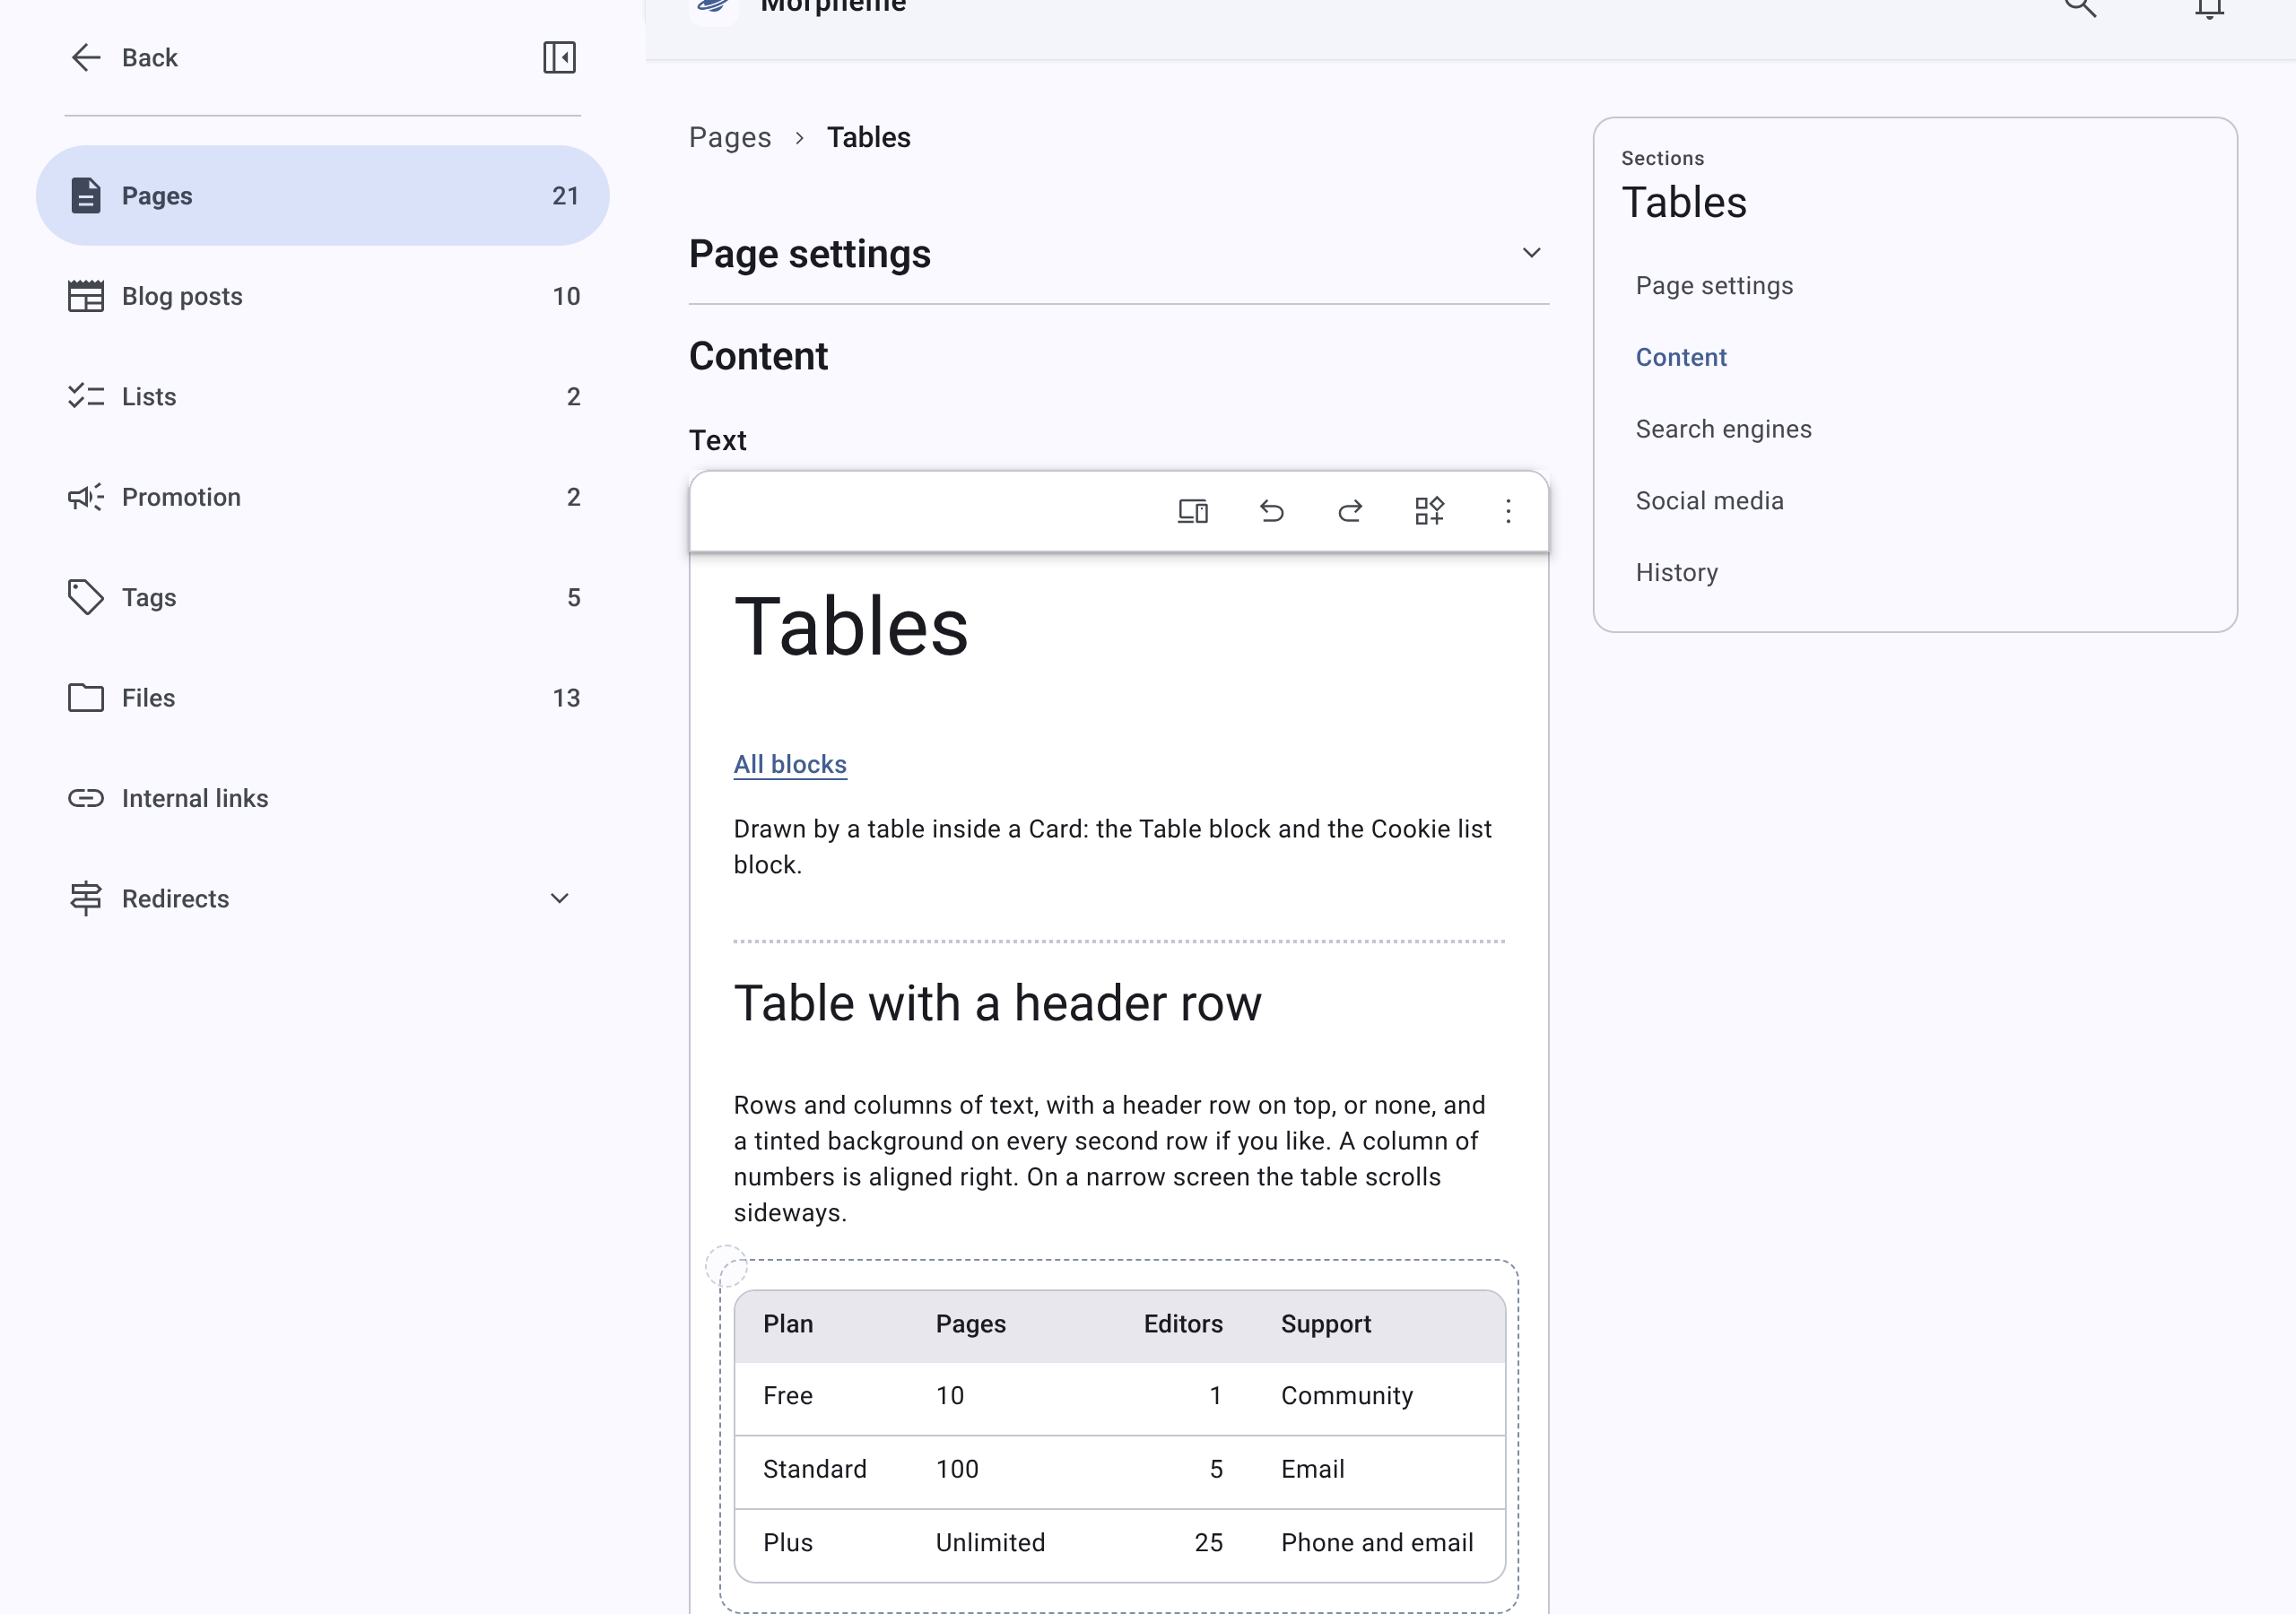 Back
Pages 21
Blog posts 10
Lists 2
Promotion 2
Tags 5
Files 13
Internal links
Redirects
Morpheme
Pages > Tables
Page settings
Content
Text
Tables
All blocks
Drawn by a table inside a Card: the Table block and the Cookie list
block.
Table with a header row
Rows and columns of text, with a header row on top, or none, and
a tinted background on every second row if you like. A column of
numbers is aligned right. On a narrow screen the table scrolls
sideways.
Plan Pages Editors Support
Free 10 1 Community
Standard 100 5 Email
Plus Unlimited 25 Phone and email
Sections
Tables
Page settings
Content
Search engines
Social media
History